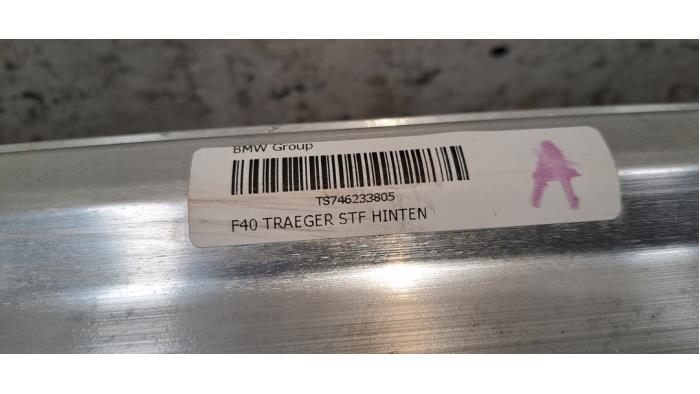 BMW Group
TS746233805
F40 TRAEGER STF HINTEN
A